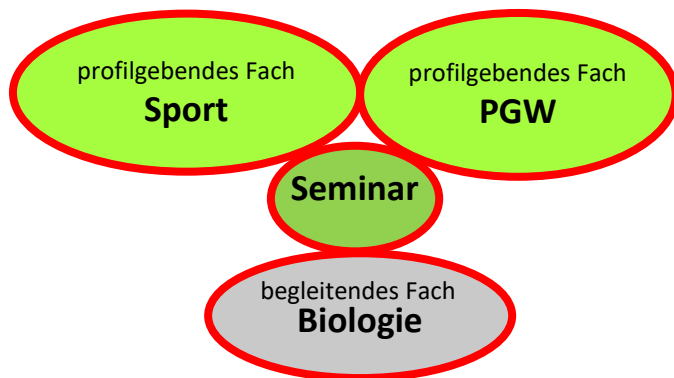 profilgebendes Fach
Sport
profilgebendes Fach
PGW
Seminar
begleitendes Fach
Biologie